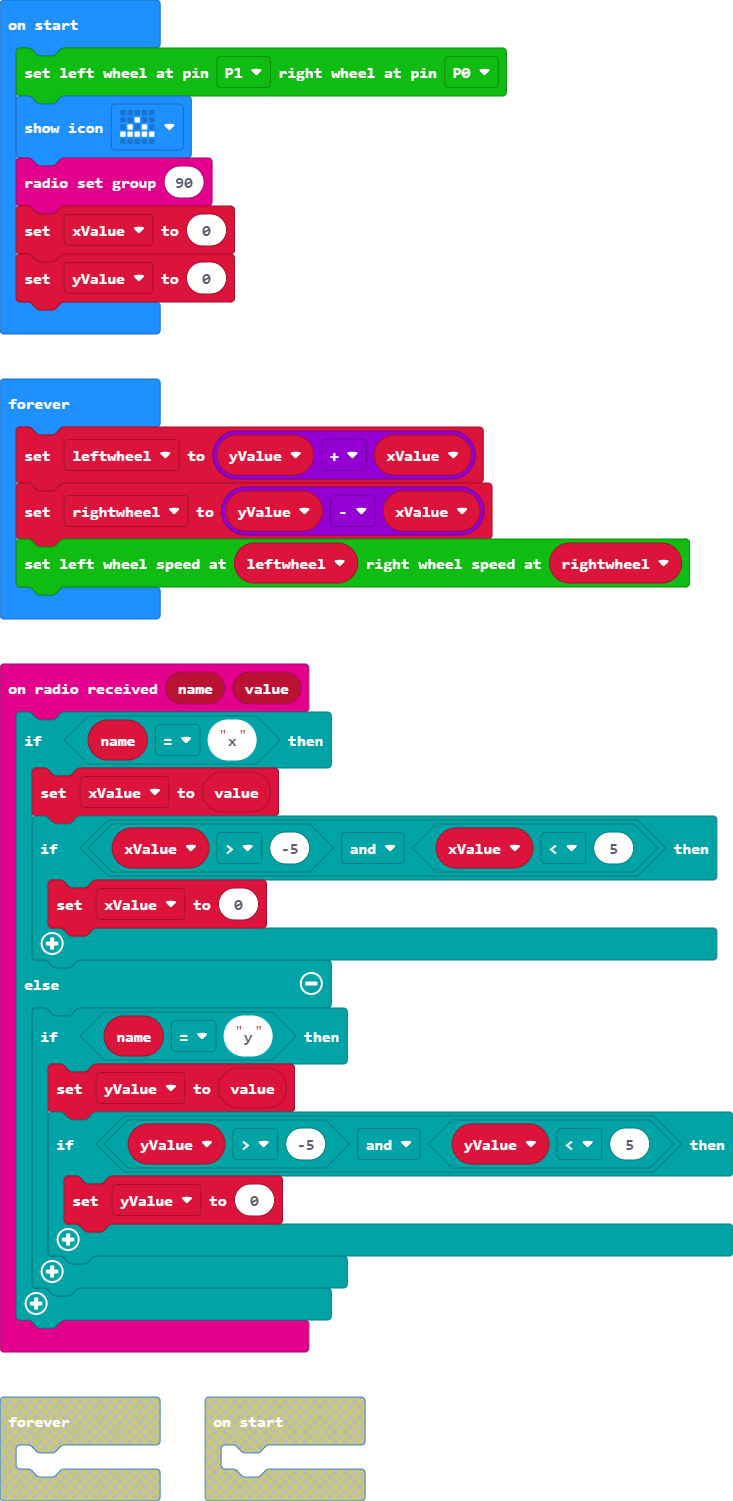 on start
set left wheel at pin P1 right wheel at pin P0
show icon
radio set group 90
set xValue to 0
set yValue to 0
forever
set leftwheel to yValue + xValue
set rightwheel to yValue - xValue
set left wheel speed at leftwheel right wheel speed at rightwheel
on radio received name value
if name = "x" then
set xValue to value
if xValue > -5 and xValue < 5 then
set xValue to 0
else
if name = "y" then
set yValue to value
if yValue > -5 and yValue < 5 then
set yValue to 0
forever on start